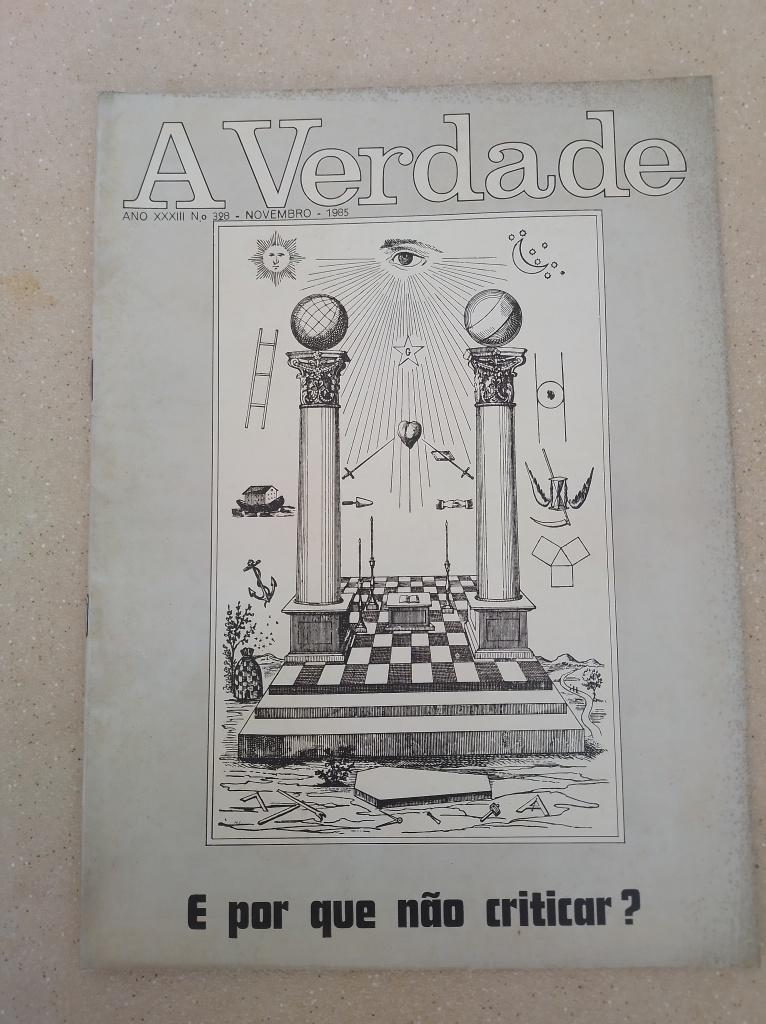 A Verdade
ANO XXXIII N.o 328 - NOVEMBRO - 1985
G
E por que não criticar?